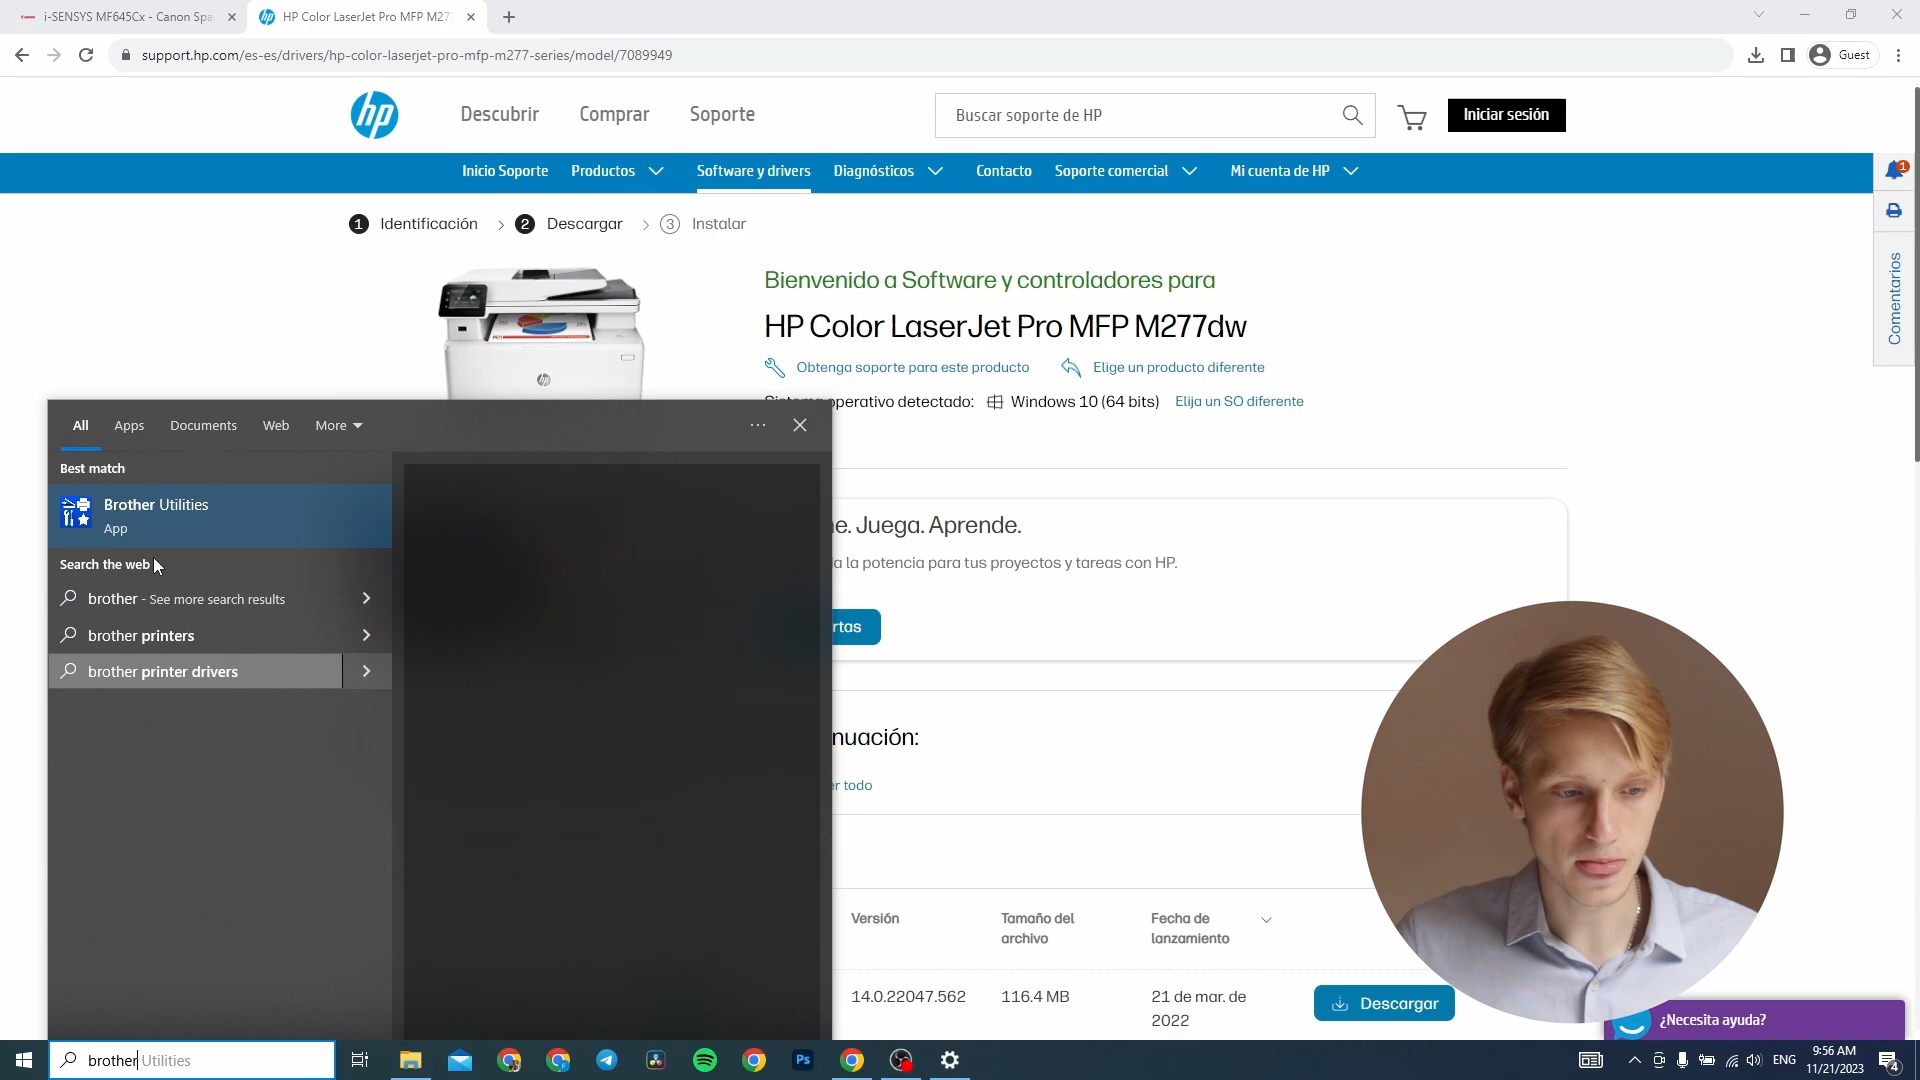 i-SENSYS MF645Cx - Canon Spa
HP Color LaserJet Pro MFP M277
support.hp.com/es-es/drivers/hp-color-laserjet-pro-mfp-m277-series/model/7089949
Guest
hp
Descubrir
Comprar
Soporte
Buscar soporte de HP
Iniciar sesión
Inicio Soporte
Productos
Software y drivers
Diagnósticos
Contacto
Soporte comercial
Mi cuenta de HP
1
1 Identificación
2 Descargar
3 Instalar
Comentarios
Bienvenido a Software y controladores para
HP Color LaserJet Pro MFP M277dw
Obtenga soporte para este producto
Elige un producto diferente
operativo detectado:
Windows 10 (64 bits)
Elija un SO diferente
All
Apps
Documents
Web
More
Best match
Brother Utilities
App
Search the web
brother - See more search results
brother printers
brother printer drivers
e. Juega. Aprende.
a la potencia para tus proyectos y tareas con HP.
rtas
nuación:
er todo
Versión
Tamaño del
archivo
Fecha de
lanzamiento
14.0.22047.562
116.4 MB
21 de mar. de
2022
Descargar
¿Necesita ayuda?
brother Utilities
Ps
ENG
9:56 AM
11/21/2023
4